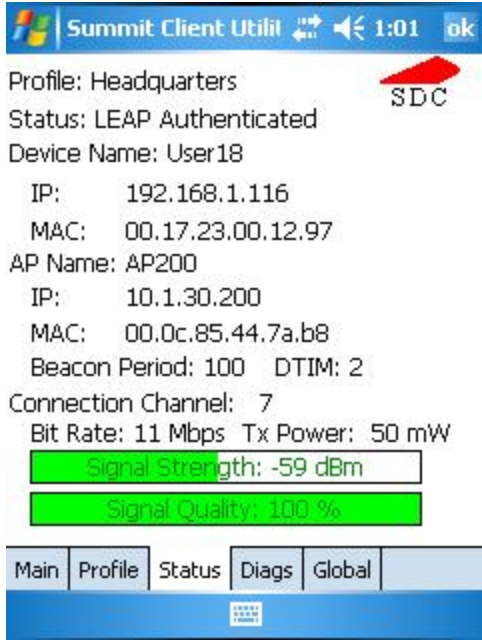 Summit Client Utilit 1:01 ok
Profile: Headquarters
SDC
Status: LEAP Authenticated
Device Name: User18
IP: 192.168.1.116
MAC: 00.17.23.00.12.97
AP Name: AP200
IP: 10.1.30.200
MAC: 00.0c.85.44.7a.b8
Beacon Period: 100 DTIM: 2
Connection Channel: 7
Bit Rate: 11 Mbps Tx Power: 50 mW
Signal Strength: -59 dBm
Signal Quality: 100 %
Main Profile Status Diags Global